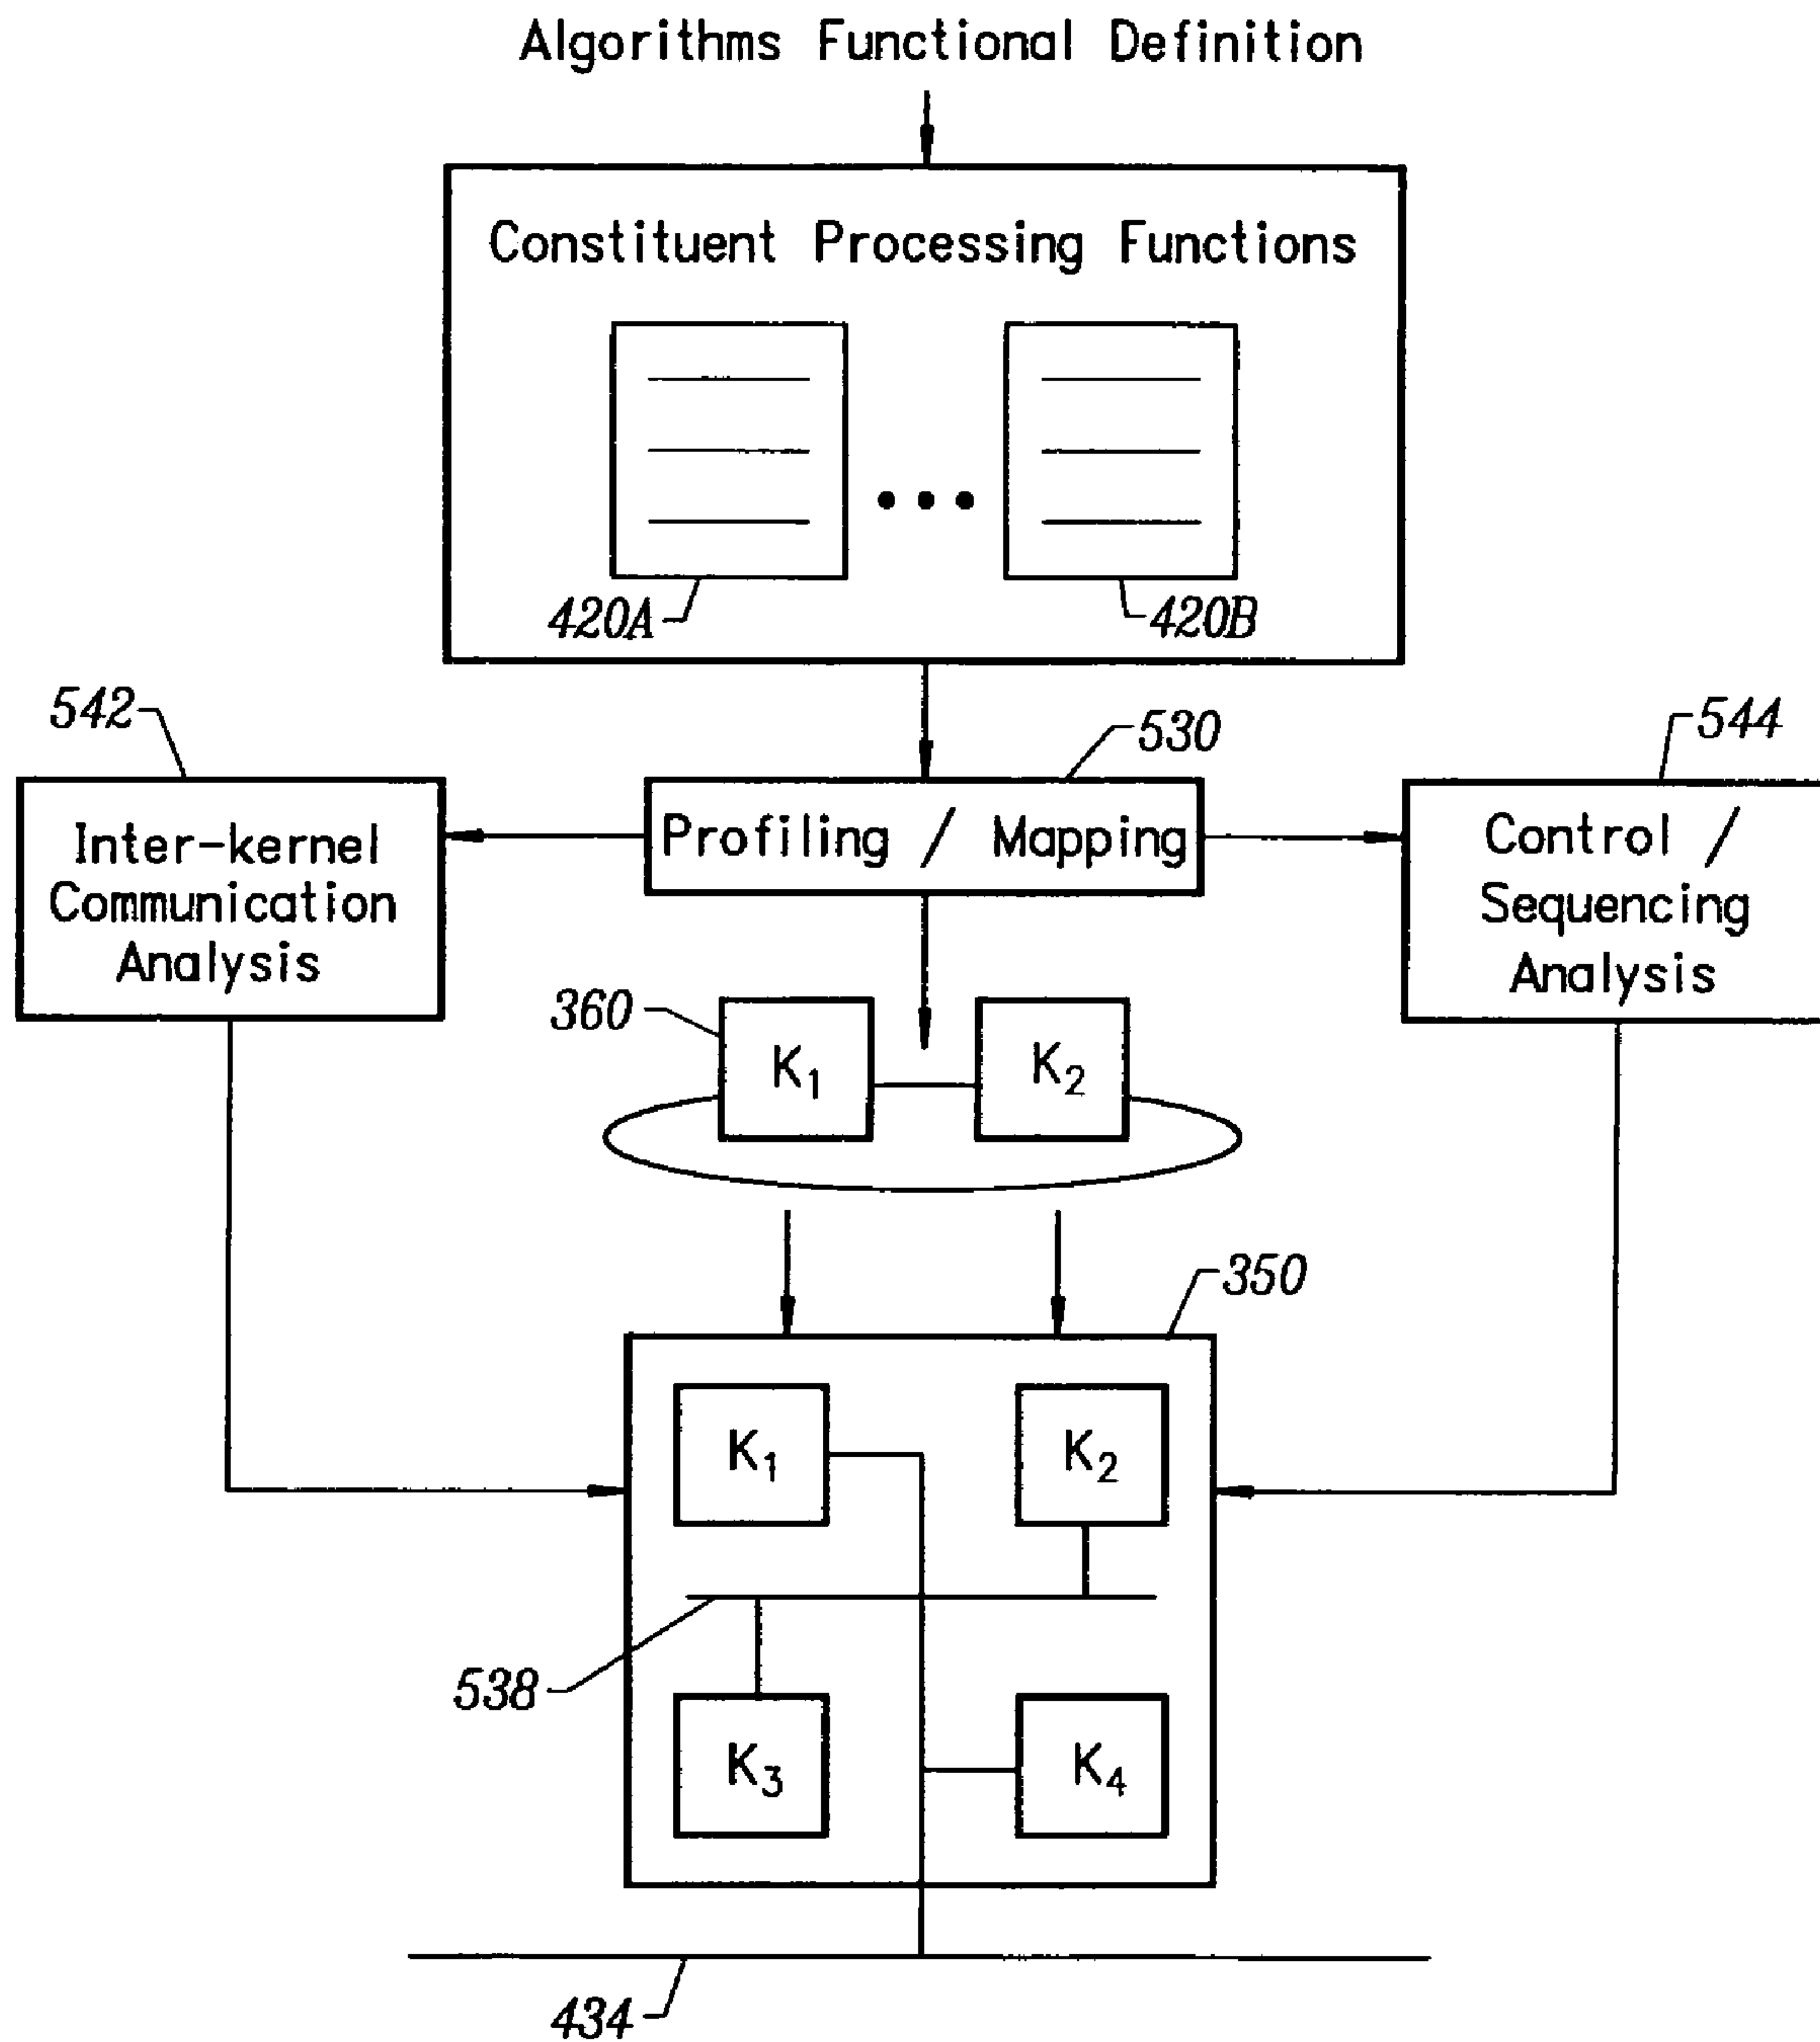 Algorithms Functional Definition
Constituent Processing Functions
420A
420B
542
530
544
Inter-kernel
Communication
Analysis
Profiling / Mapping
Control /
Sequencing
Analysis
360
K₁
K₂
350
K₁
K₂
538
K₃
K₄
434